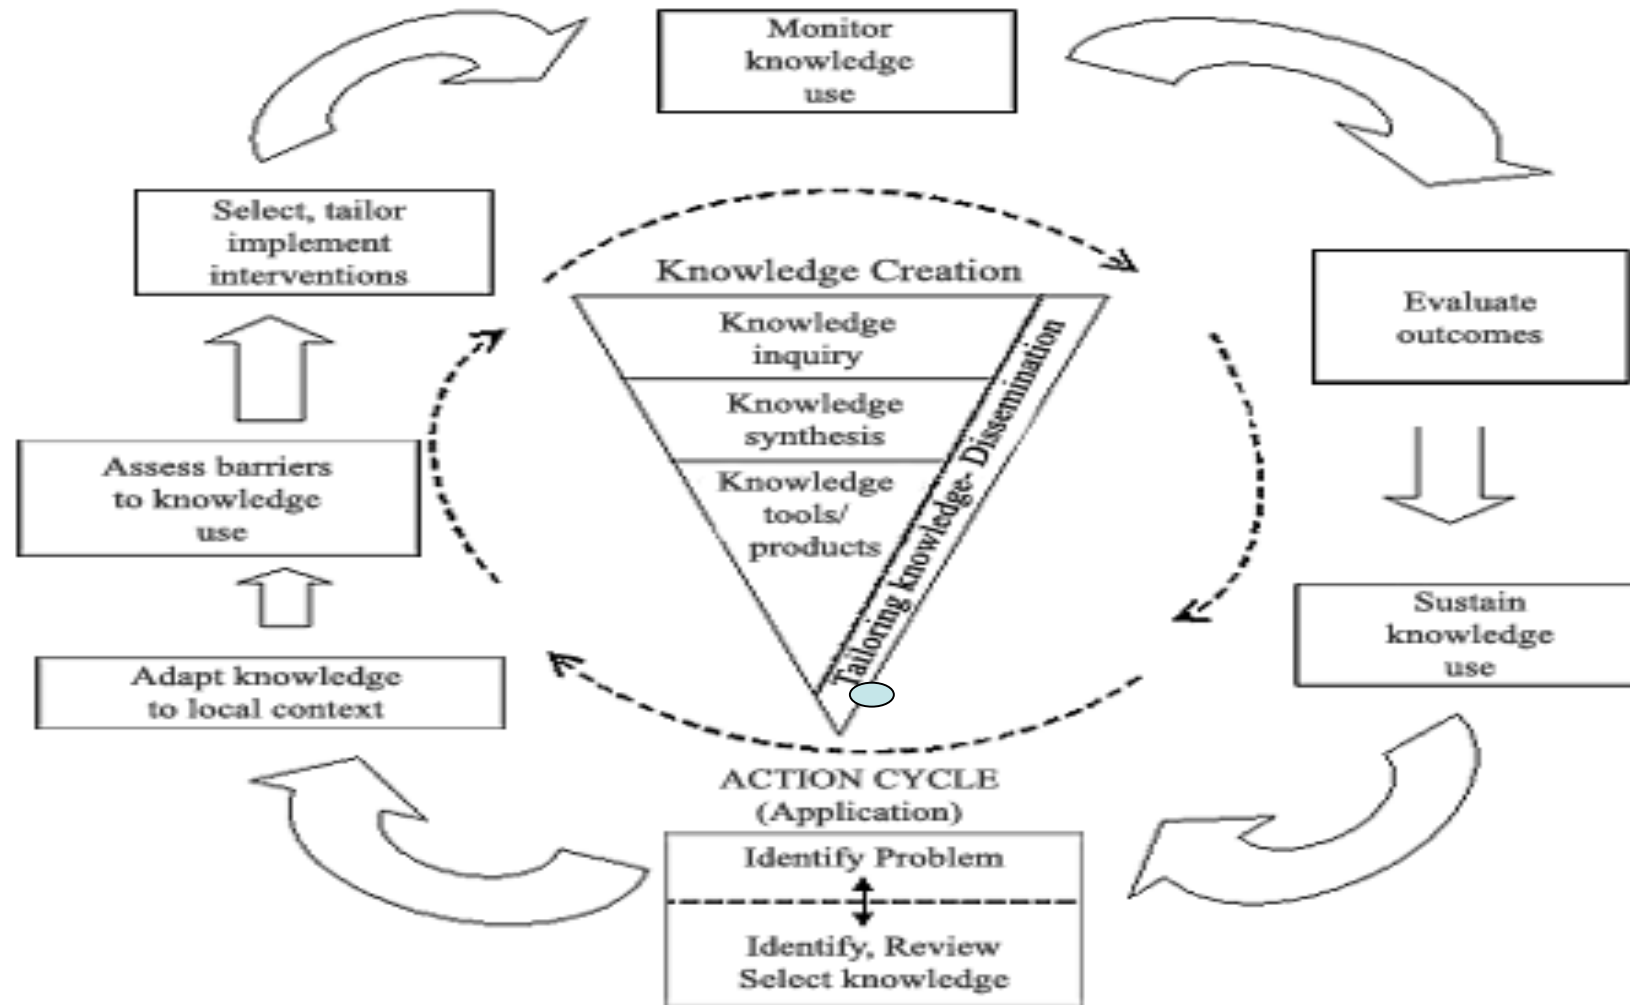 Monitor
knowledge
use
Select, tailor
implement
interventions
Knowledge Creation
Evaluate
outcomes
Knowledge
inquiry
Knowledge
synthesis
Knowledge
tools/
products
Tailoring knowledge- Dissemination
Assess barriers
to knowledge
use
Sustain
knowledge
use
Adapt knowledge
to local context
ACTION CYCLE
(Application)
Identify Problem
Identify, Review
Select knowledge